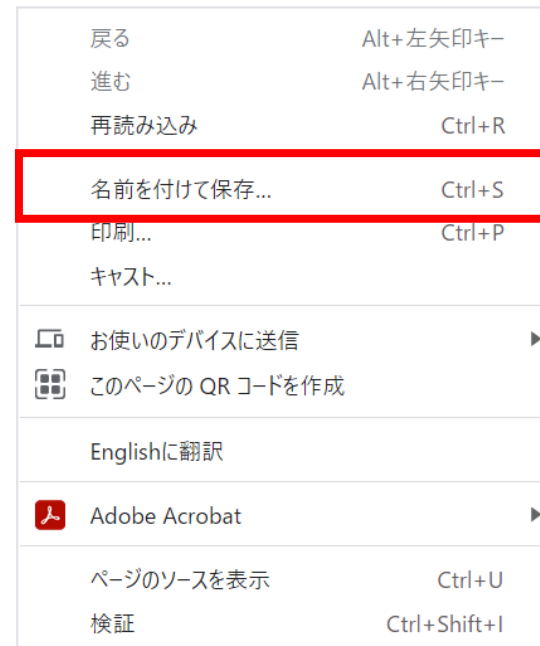 戻る Alt+左矢印キー
進む Alt+右矢印キー
再読み込み Ctrl+R
名前を付けて保存... Ctrl+S
印刷... Ctrl+P
キャスト...
お使いのデバイスに送信
このページの QR コードを作成
Englishに翻訳
Adobe Acrobat
ページのソースを表示 Ctrl+U
検証 Ctrl+Shift+I